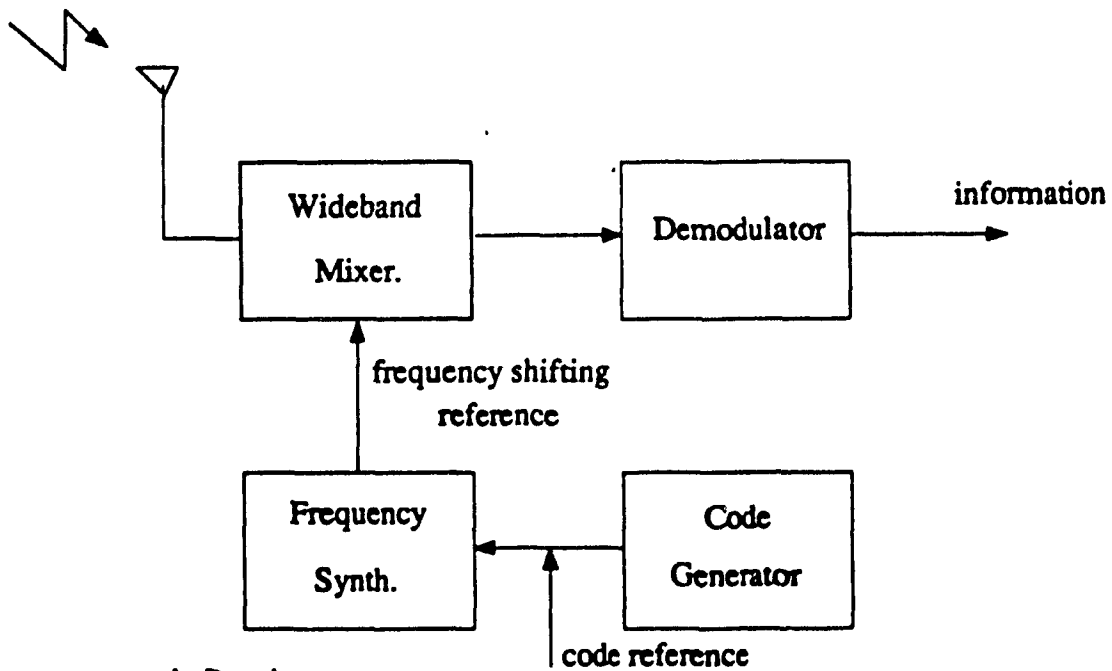 Wideband
Mixer.
Demodulator
information
frequency shifting
reference
Frequency
Synth.
Code
Generator
code reference